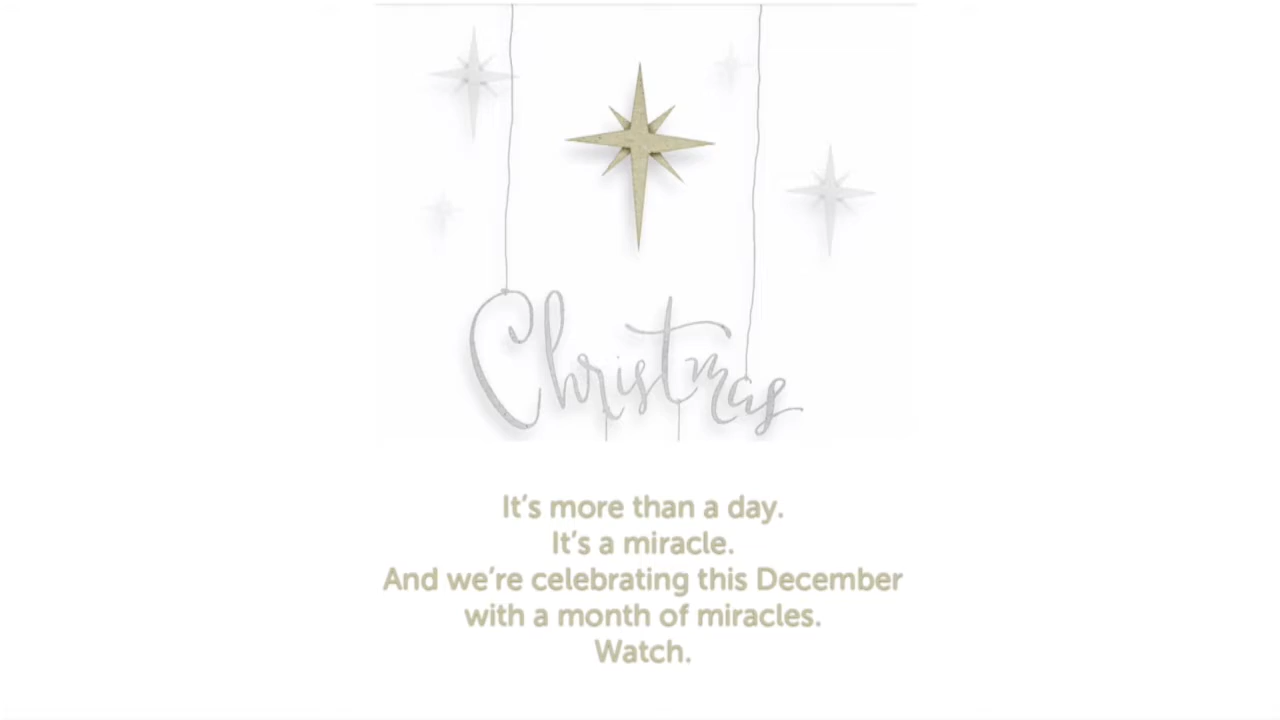 Christmas
It's more than a day.
It's a miracle.
And we're celebrating this December
with a month of miracles.
Watch.